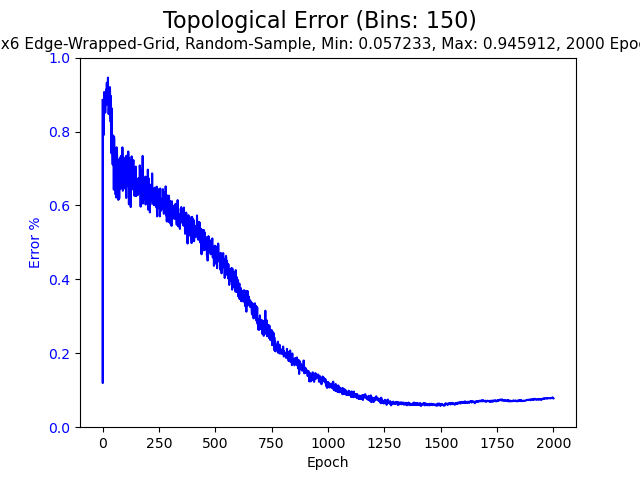 Topological Error (Bins: 150)
x6 Edge-Wrapped-Grid, Random-Sample, Min: 0.057233, Max: 0.945912, 2000 Epo
1.0
0.8
0.6
0.4
0.2
0.0
Error %
0 250 500 750 1000 1250 1500 1750 2000
Epoch